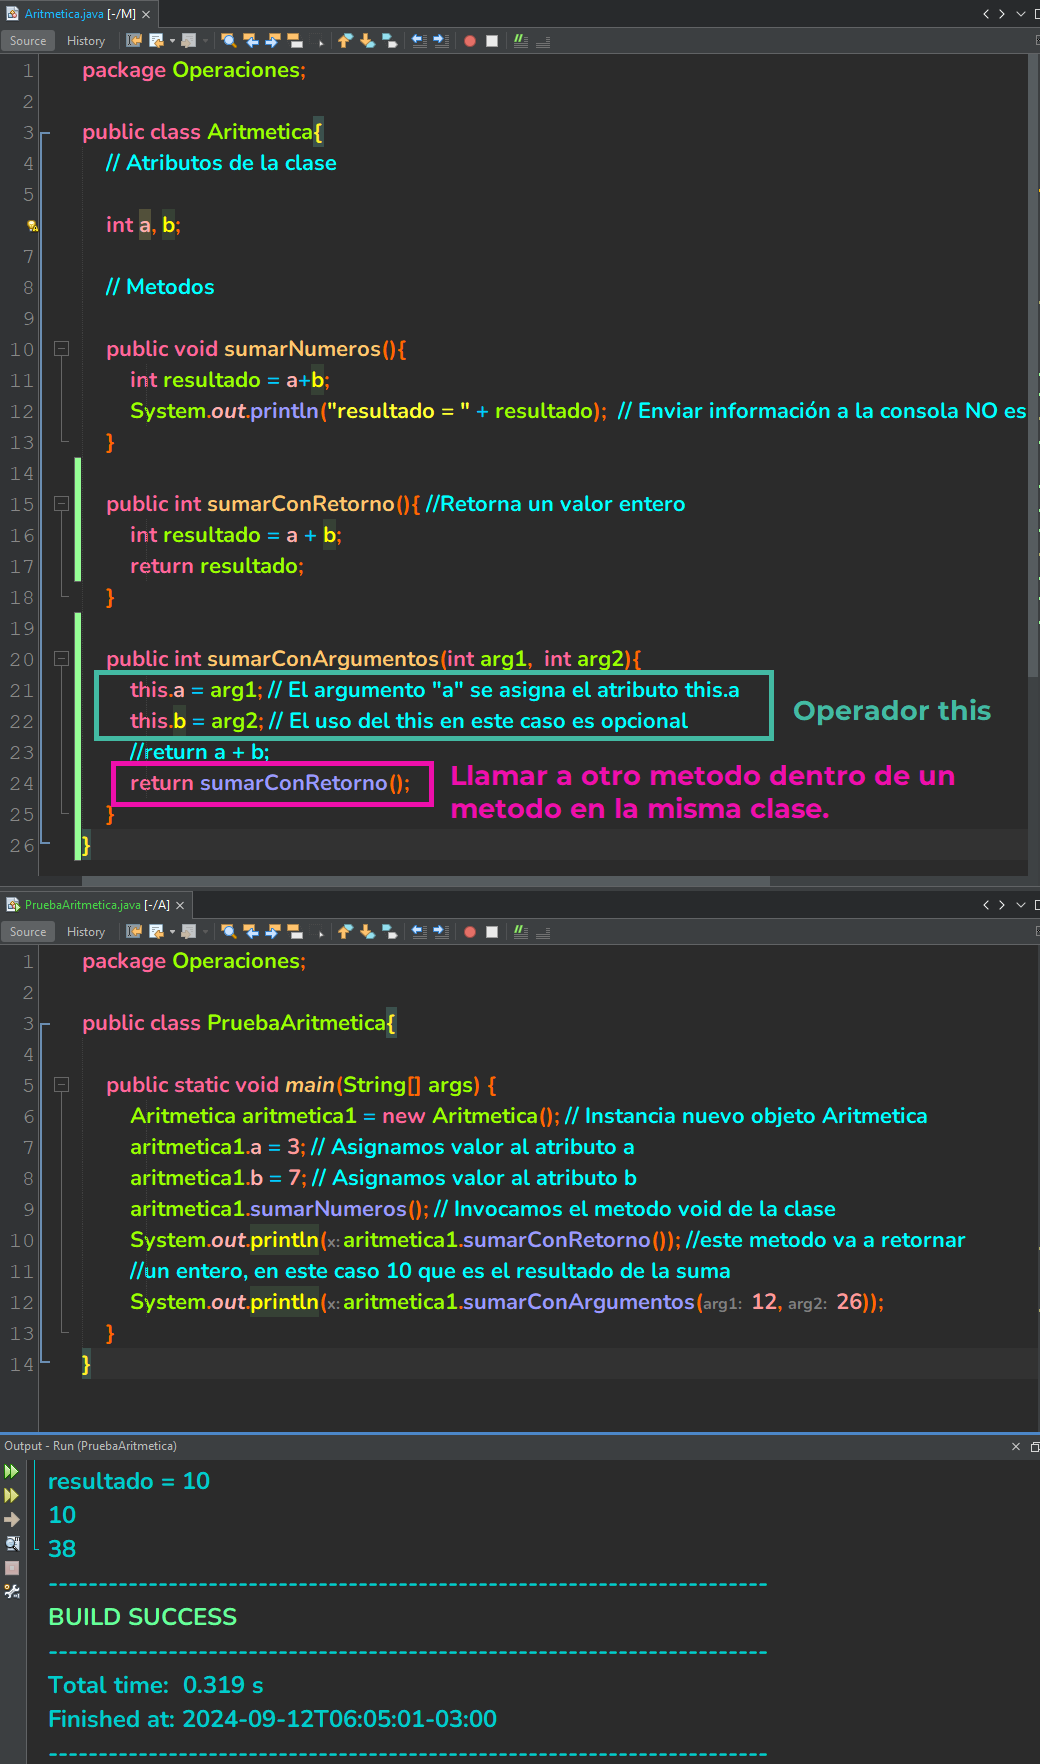 Aritmetica.java [-/M]
Source History
1 package Operaciones;
2
3 public class Aritmetica{
4 // Atributos de la clase
5
int a, b;
7
8 // Metodos
9
10 public void sumarNumeros(){
11 int resultado = a+b;
12 System.out.println("resultado = " + resultado); // Enviar información a la consola NO es
13 }
14
15 public int sumarConRetorno(){ //Retorna un valor entero
16 int resultado = a + b;
17 return resultado;
18 }
19
20 public int sumarConArgumentos(int arg1, int arg2){
21 this.a = arg1; // El argumento "a" se asigna el atributo this.a
22 this.b = arg2; // El uso del this en este caso es opcional
Operador this
23 //return a + b;
24 return sumarConRetorno();
Llamar a otro metodo dentro de un
metodo en la misma clase.
25 }
26 }
PruebaAritmetica.java [-/A]
Source History
1 package Operaciones;
2
3 public class PruebaAritmetica{
4
5 public static void main(String[] args) {
6 Aritmetica aritmetica1 = new Aritmetica(); // Instancia nuevo objeto Aritmetica
7 aritmetica1.a = 3; // Asignamos valor al atributo a
8 aritmetica1.b = 7; // Asignamos valor al atributo b
9 aritmetica1.sumarNumeros(); // Invocamos el metodo void de la clase
10 System.out.println(x: aritmetica1.sumarConRetorno()); //este metodo va a retornar
11 //un entero, en este caso 10 que es el resultado de la suma
12 System.out.println(x: aritmetica1.sumarConArgumentos(arg1: 12, arg2: 26));
13 }
14 }
Output - Run (PruebaAritmetica)
resultado = 10
10
38
------------------------------------------------------------------------
BUILD SUCCESS
------------------------------------------------------------------------
Total time: 0.319 s
Finished at: 2024-09-12T06:05:01-03:00
------------------------------------------------------------------------